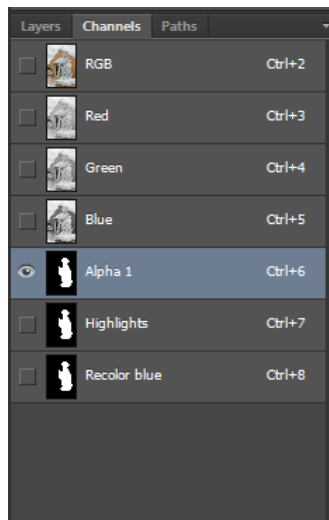 Layers Channels Paths
RGB Ctrl+2
Red Ctrl+3
Green Ctrl+4
Blue Ctrl+5
Alpha 1 Ctrl+6
Highlights Ctrl+7
Recolor blue Ctrl+8